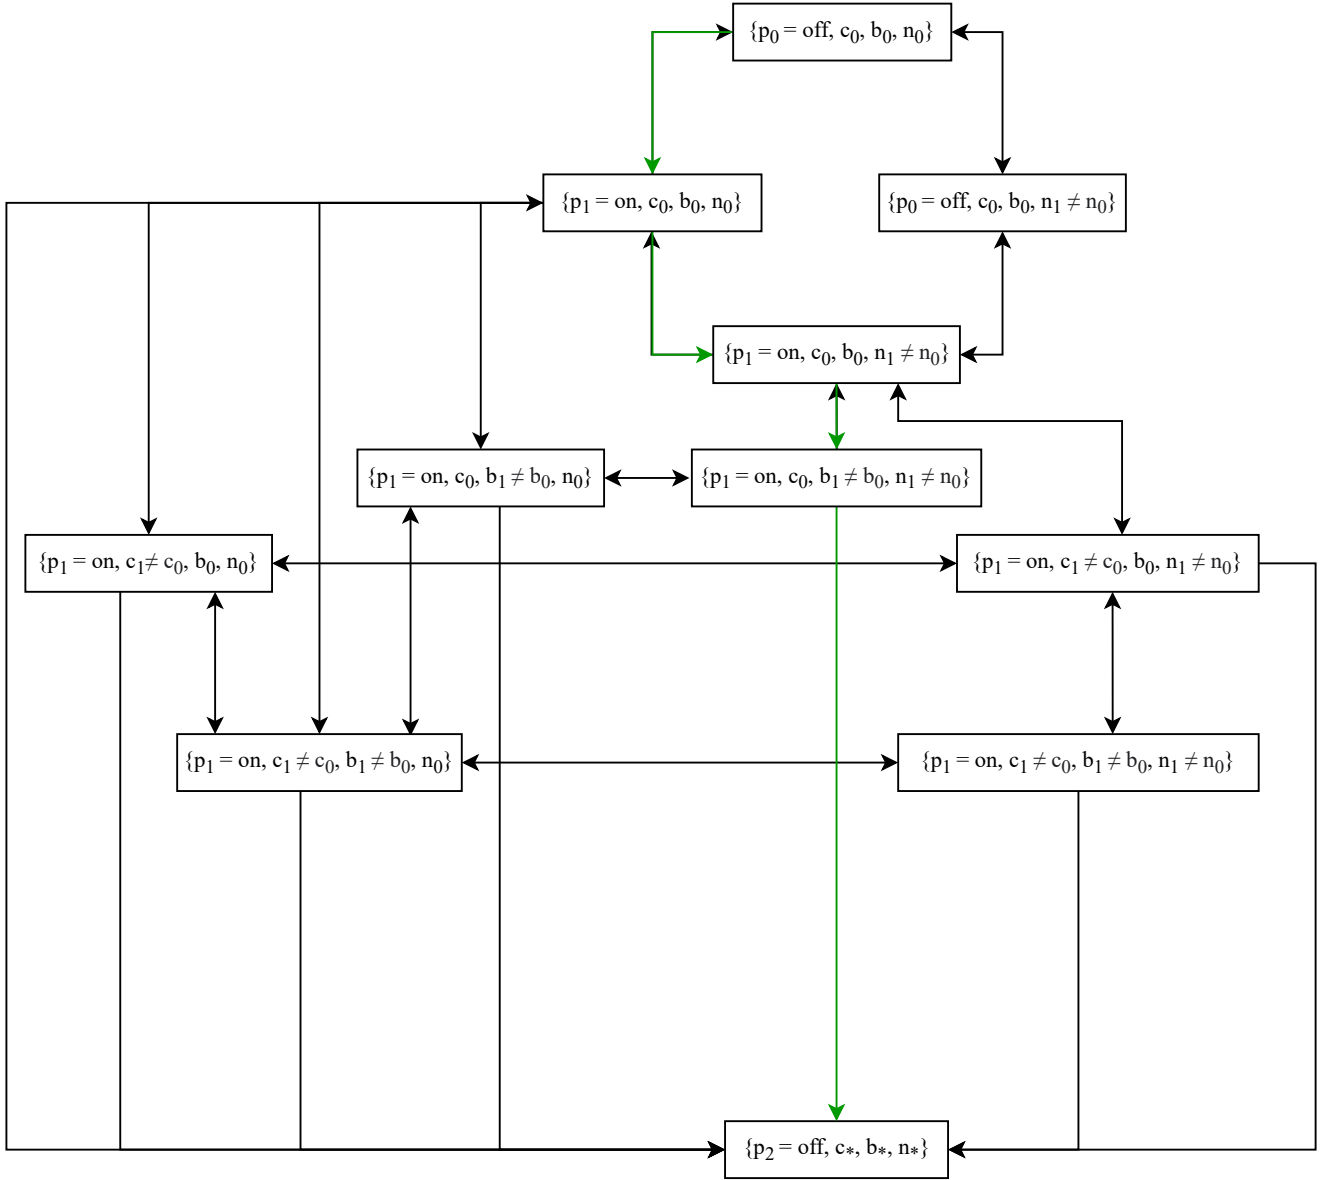 {p₀ = off, c₀, b₀, n₀}
{p₁ = on, c₀, b₀, n₀}
{p₀ = off, c₀, b₀, n₁ ≠ n₀}
{p₁ = on, c₀, b₀, n₁ ≠ n₀}
{p₁ = on, c₀, b₁ ≠ b₀, n₀}
{p₁ = on, c₀, b₁ ≠ b₀, n₁ ≠ n₀}
{p₁ = on, c₁ ≠ c₀, b₀, n₀}
{p₁ = on, c₁ ≠ c₀, b₀, n₁ ≠ n₀}
{p₁ = on, c₁ ≠ c₀, b₁ ≠ b₀, n₀}
{p₁ = on, c₁ ≠ c₀, b₁ ≠ b₀, n₁ ≠ n₀}
{p₂ = off, c*, b*, n*}